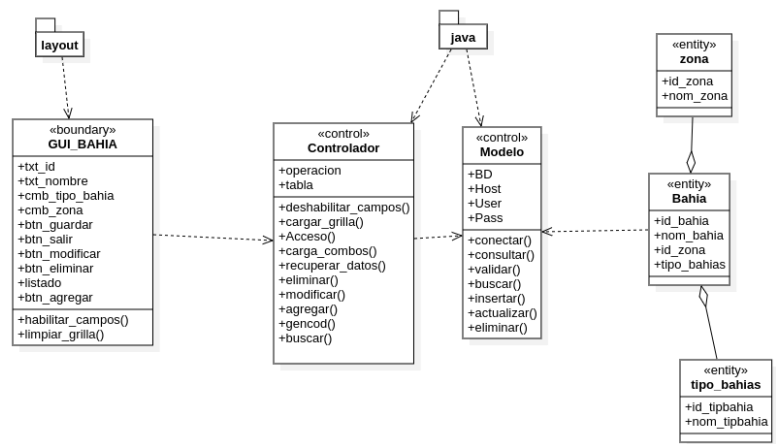 layout
java
«boundary»
GUI_BAHIA
+txt_id
+txt_nombre
+cmb_tipo_bahia
+cmb_zona
+btn_guardar
+btn_salir
+btn_modificar
+btn_eliminar
+listado
+btn_agregar
+habilitar_campos()
+limpiar_grilla()
«control»
Controlador
+operacion
+tabla
+deshabilitar_campos()
+cargar_grilla()
+Acceso()
+carga_combos()
+recuperar_datos()
+eliminar()
+modificar()
+agregar()
+gencod()
+buscar()
«control»
Modelo
+BD
+Host
+User
+Pass
+conectar()
+consultar()
+validar()
+buscar()
+insertar()
+actualizar()
+eliminar()
«entity»
zona
+id_zona
+nom_zona
«entity»
Bahia
+id_bahia
+nom_bahia
+id_zona
+tipo_bahias
«entity»
tipo_bahias
+id_tipbahia
+nom_tipbahia